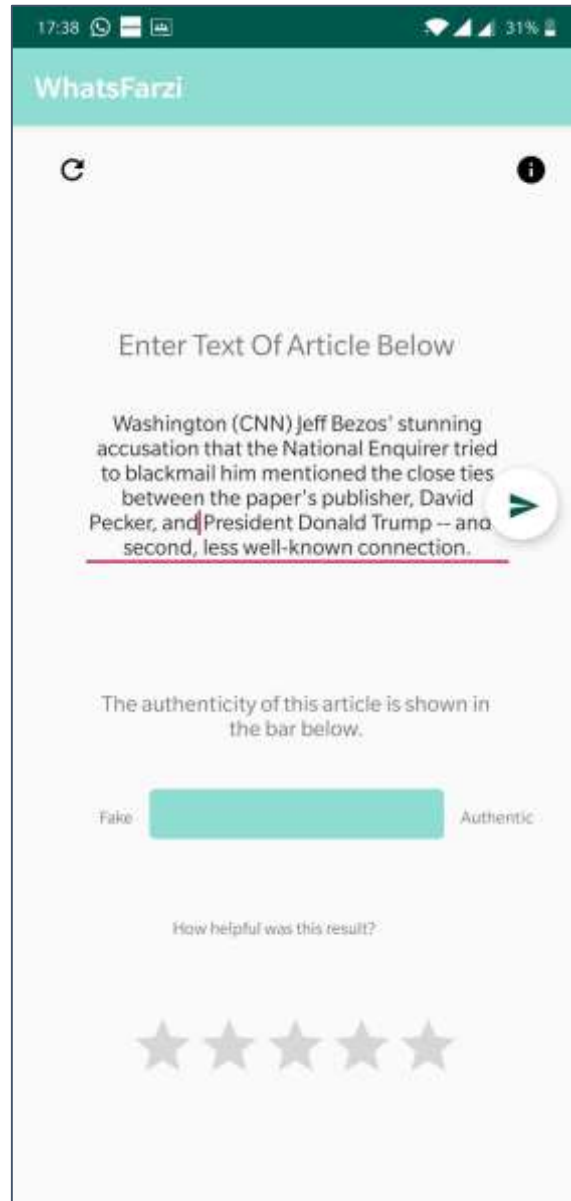 17:38 31%
WhatsFarzi
Enter Text Of Article Below
Washington (CNN) Jeff Bezos' stunning
accusation that the National Enquirer tried
to blackmail him mentioned the close ties
between the paper's publisher, David
Pecker, and President Donald Trump -- and
second, less well-known connection.
The authenticity of this article is shown in
the bar below.
Fake Authentic
How helpful was this result?